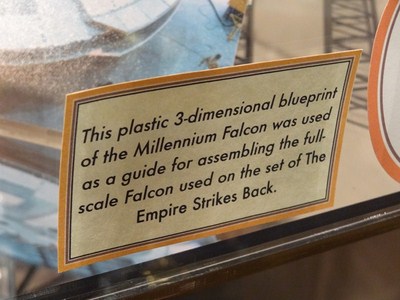 This plastic 3-dimensional blueprint
of the Millennium Falcon was used
as a guide for assembling the full-
scale Falcon used on the set of The
Empire Strikes Back.